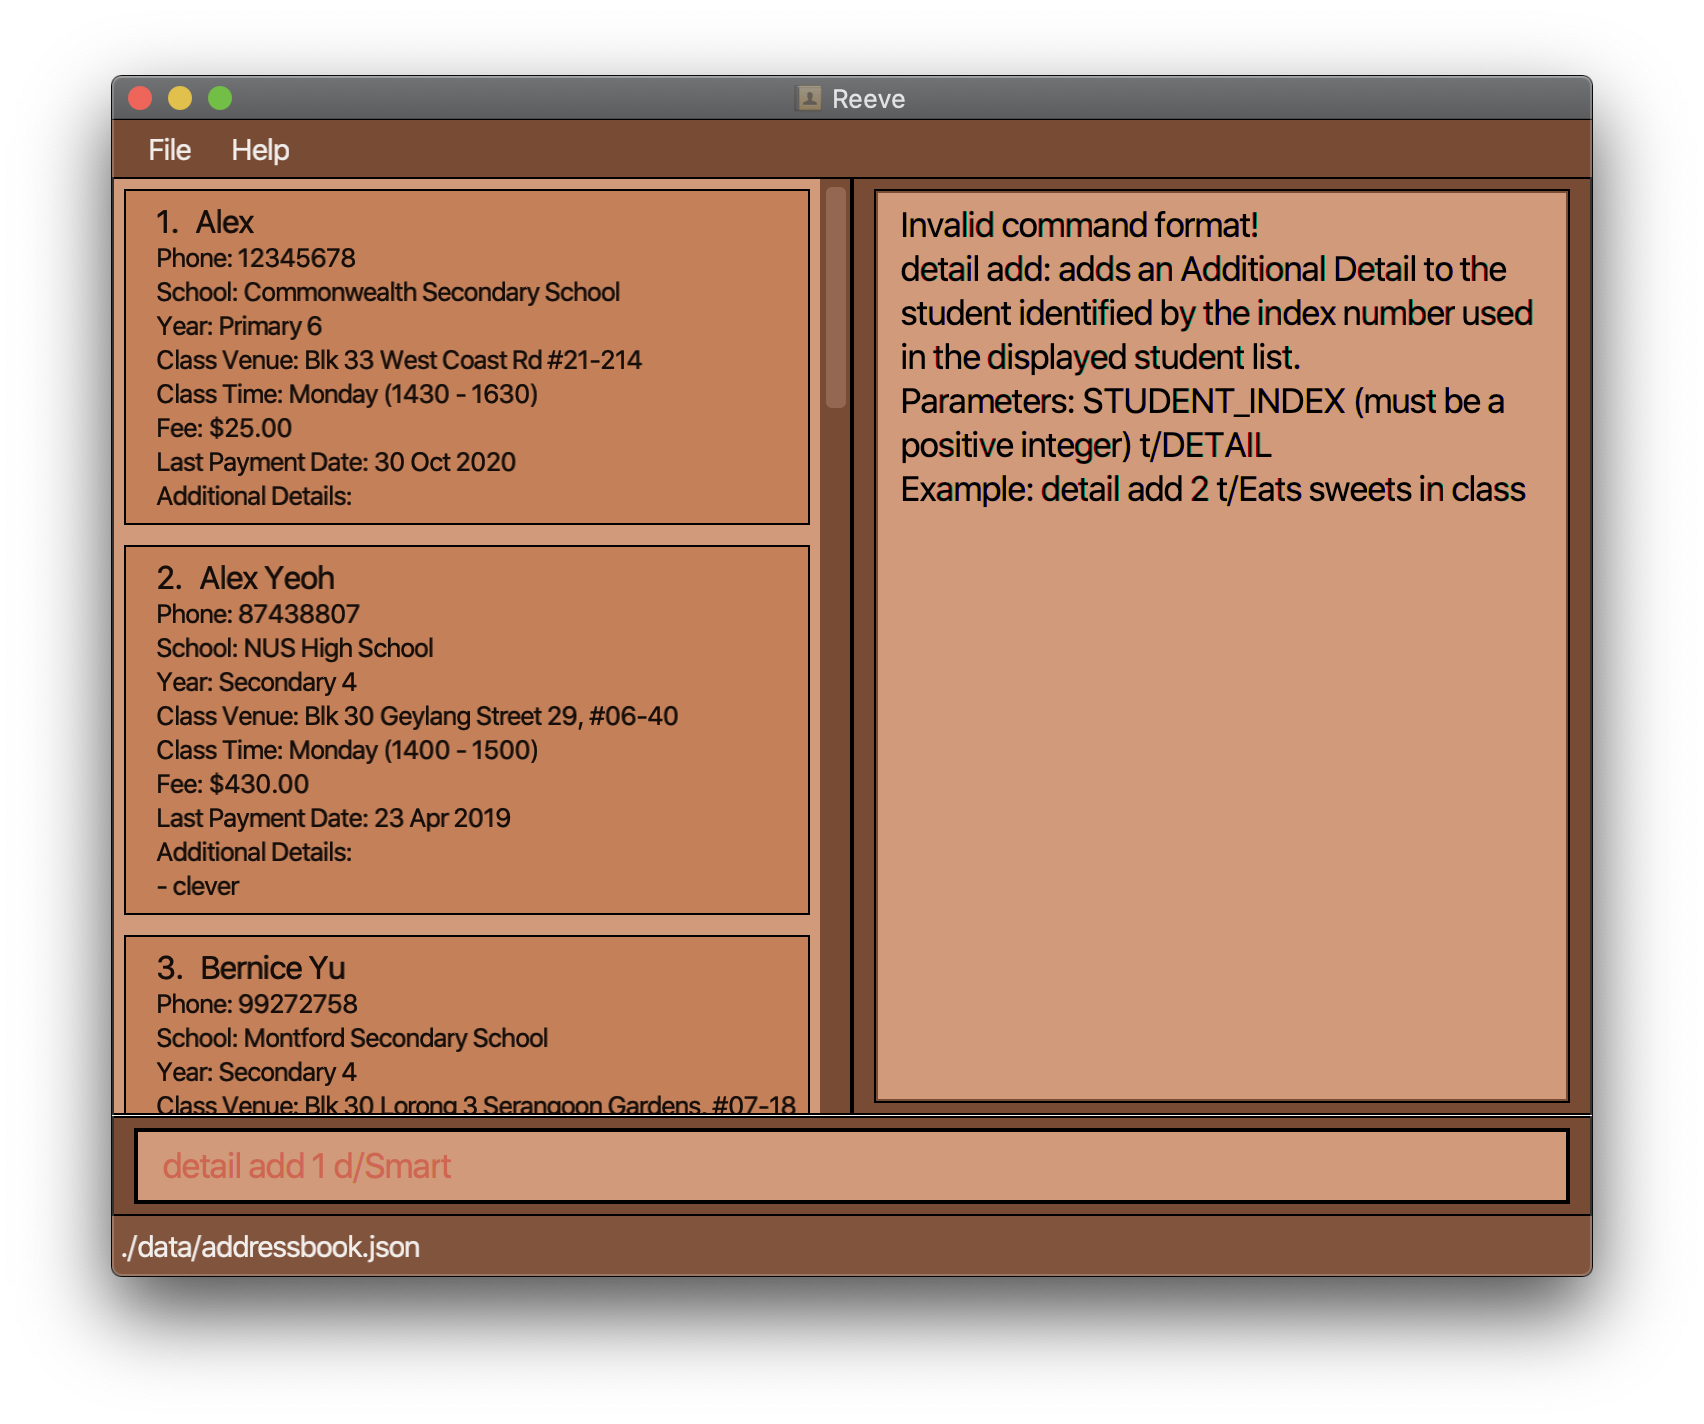 Reeve
File Help
1. Alex
Phone: 12345678
School: Commonwealth Secondary School
Year: Primary 6
Class Venue: Blk 33 West Coast Rd #21-214
Class Time: Monday (1430 - 1630)
Fee: $25.00
Last Payment Date: 30 Oct 2020
Additional Details:
2. Alex Yeoh
Phone: 87438807
School: NUS High School
Year: Secondary 4
Class Venue: Blk 30 Geylang Street 29, #06-40
Class Time: Monday (1400 - 1500)
Fee: $430.00
Last Payment Date: 23 Apr 2019
Additional Details:
- clever
3. Bernice Yu
Phone: 99272758
School: Montford Secondary School
Year: Secondary 4
Class Venue: Blk 30 Lorong 3 Serangoon Gardens, #07-18
Invalid command format!
detail add: adds an Additional Detail to the
student identified by the index number used
in the displayed student list.
Parameters: STUDENT_INDEX (must be a
positive integer) t/DETAIL
Example: detail add 2 t/Eats sweets in class
detail add 1 d/Smart
./data/addressbook.json